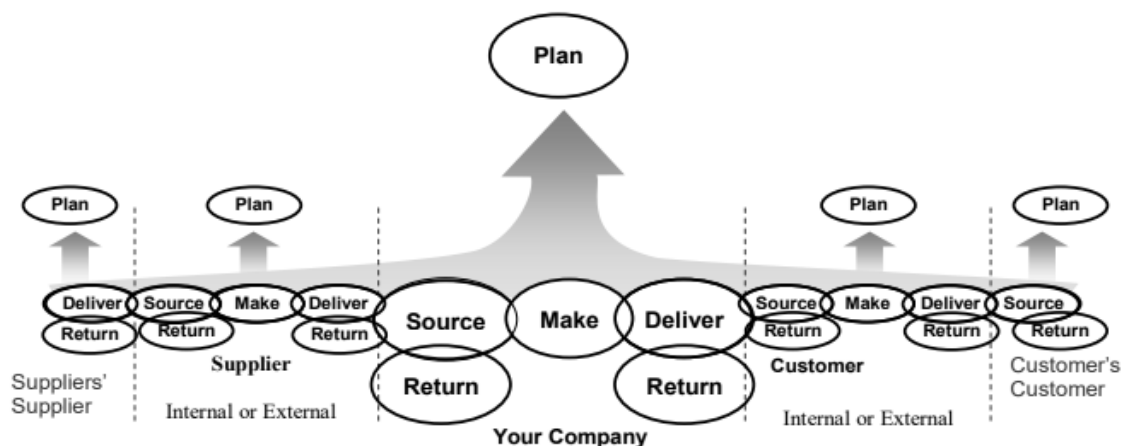 Plan
Plan Plan Plan Plan
Deliver Source Make Deliver Source Make Deliver Source Make Deliver Source
Return Return Return Return Return Return Return Return
Supplier Customer
Suppliers' Customer's
Supplier Customer
Internal or External Internal or External
Your Company